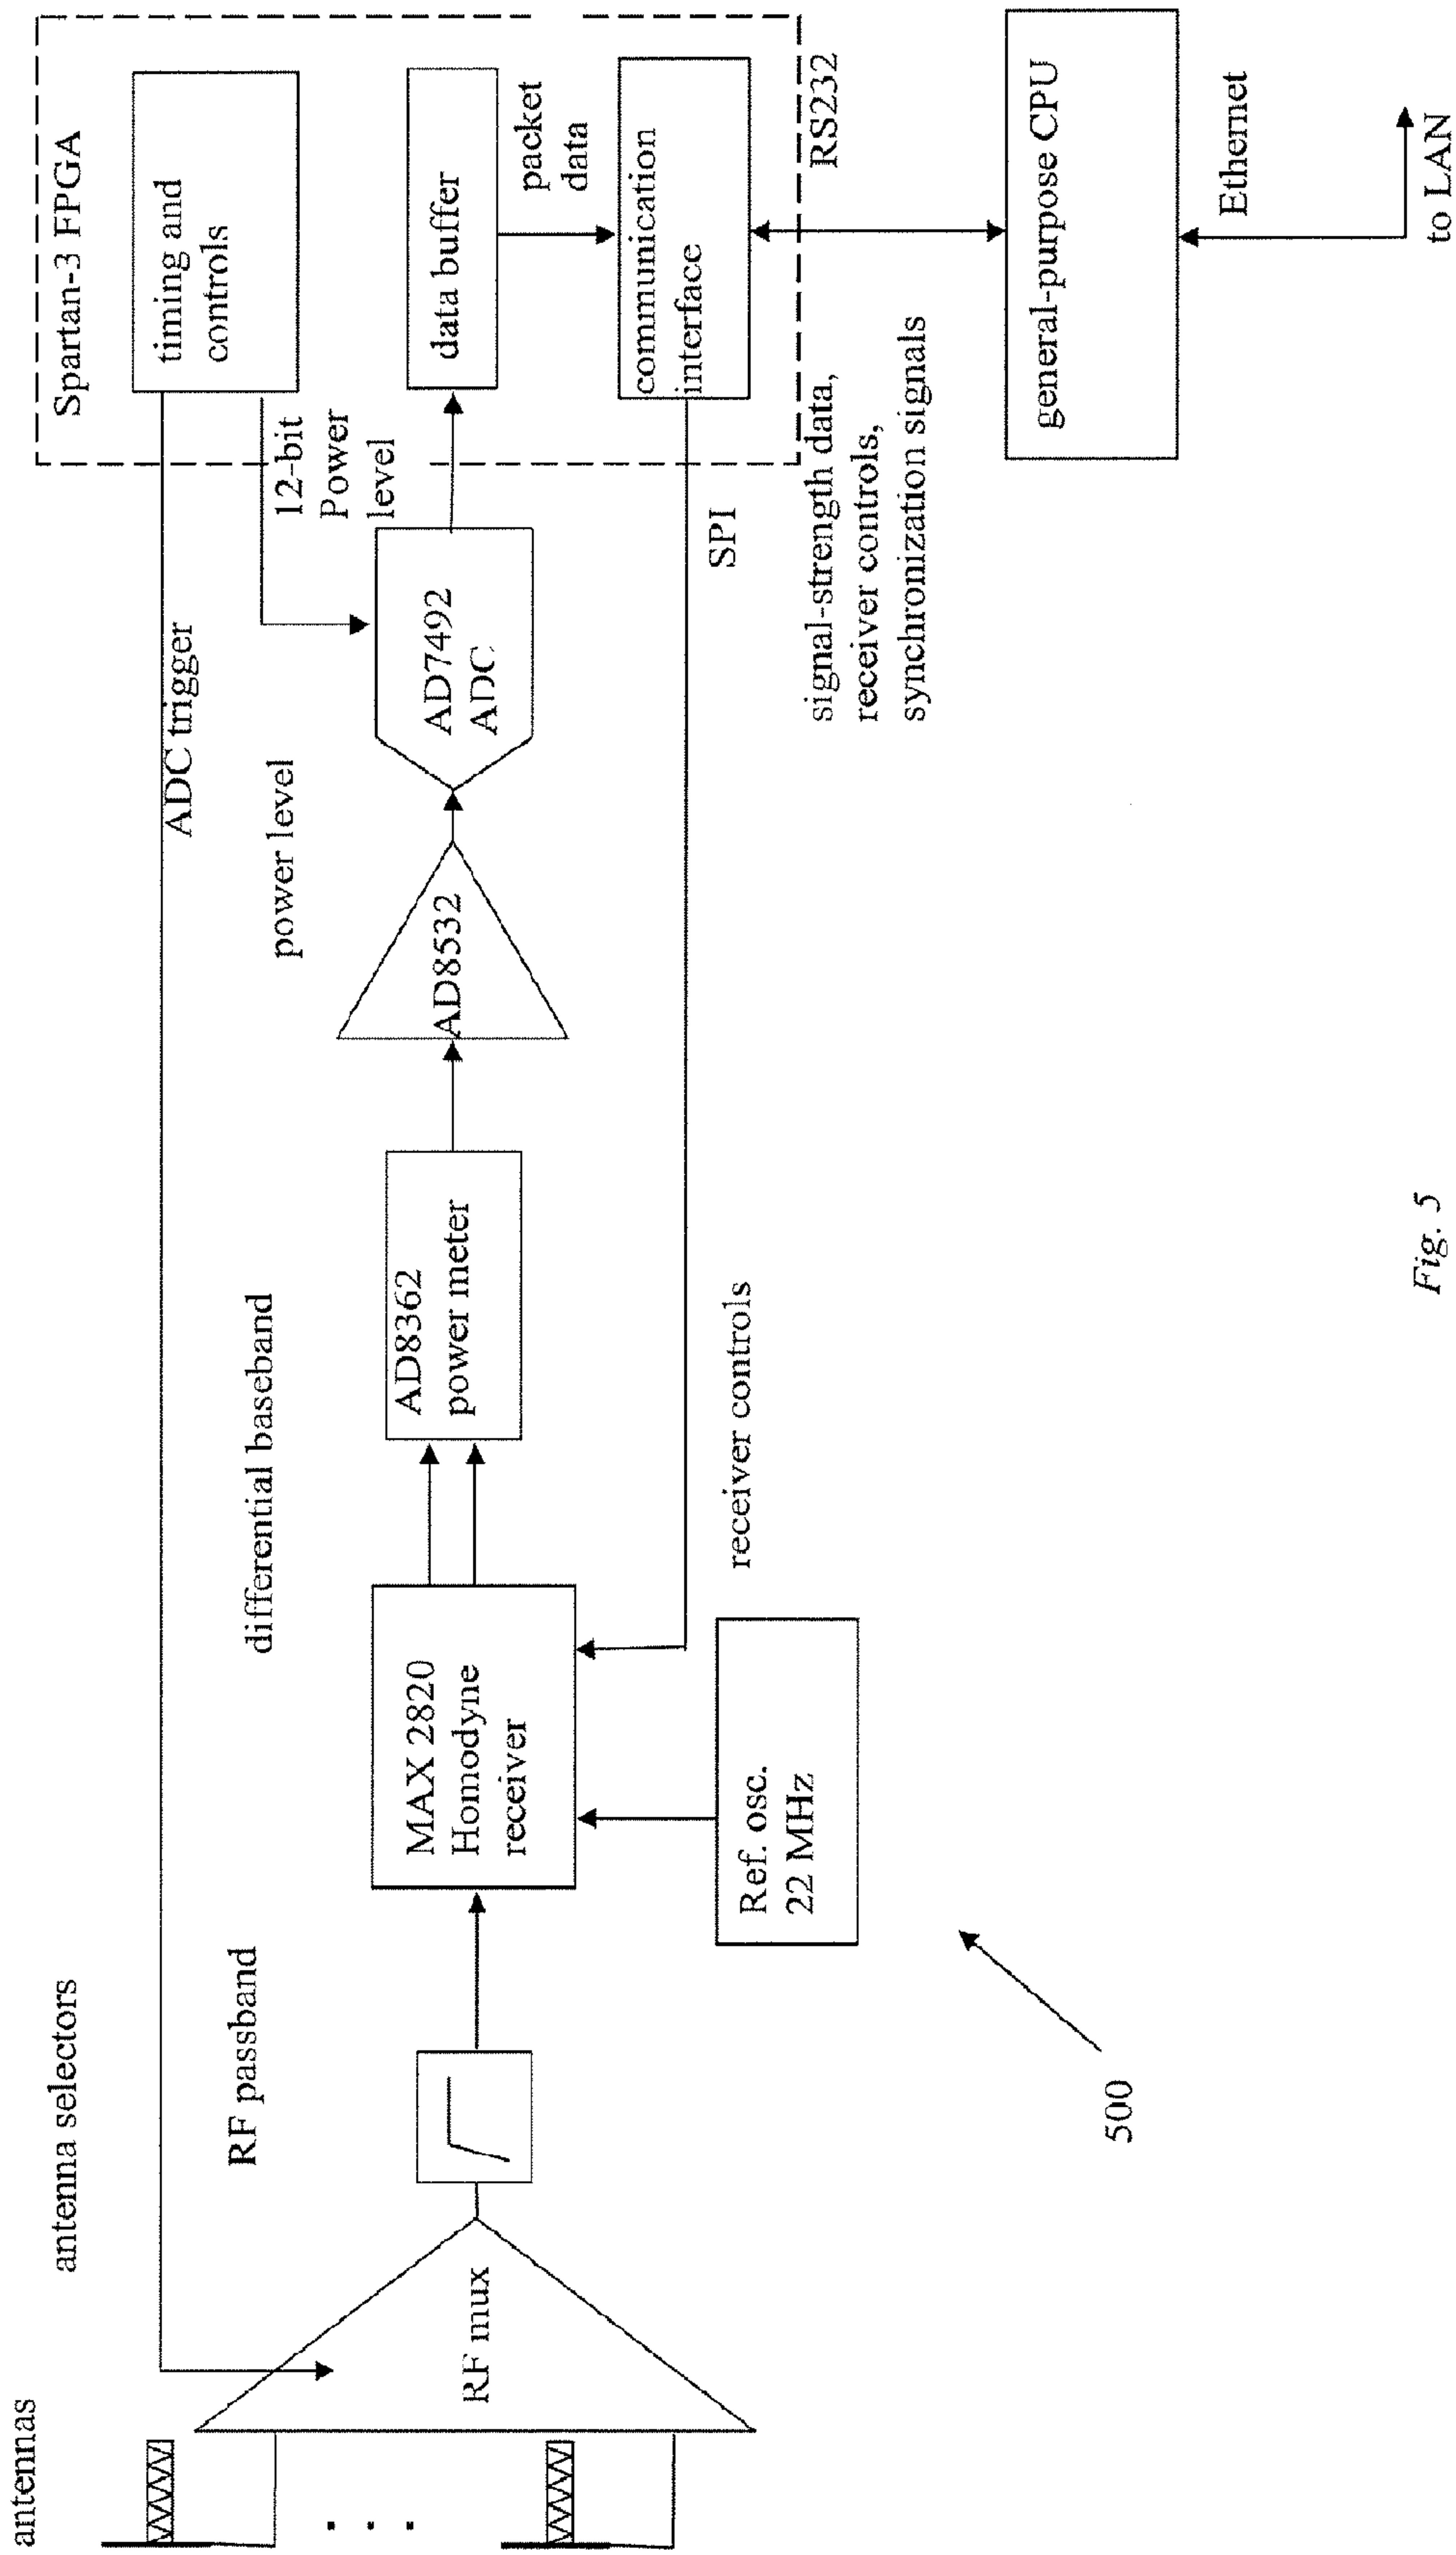 antennas
antenna selectors
RF passband
differential baseband
power level
ADC trigger
12-bit
Power
level
Spartan-3 FPGA
timing and
controls
RF mux
MAX 2820
Homodyne
receiver
AD8362
power meter
AD8532
AD7492
ADC
data buffer
packet
data
communication
interface
Ref. osc.
22 MHz
receiver controls
SPI
RS232
signal-strength data,
receiver controls,
synchronization signals
general-purpose CPU
Ethernet
to LAN
500
Fig. 5